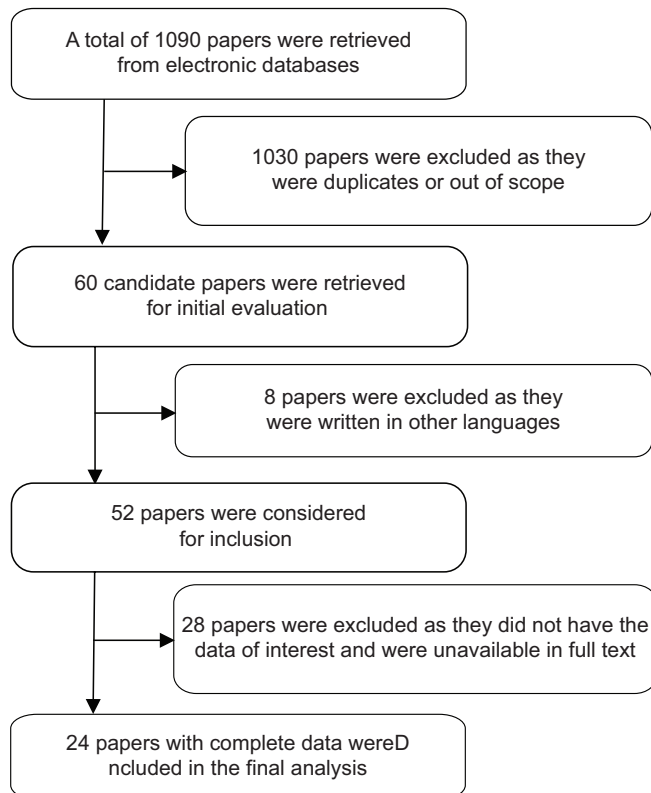 A total of 1090 papers were retrieved
from electronic databases
1030 papers were excluded as they
were duplicates or out of scope
60 candidate papers were retrieved
for initial evaluation
8 papers were excluded as they
were written in other languages
52 papers were considered
for inclusion
28 papers were excluded as they did not have the
data of interest and were unavailable in full text
24 papers with complete data wereD
ncluded in the final analysis